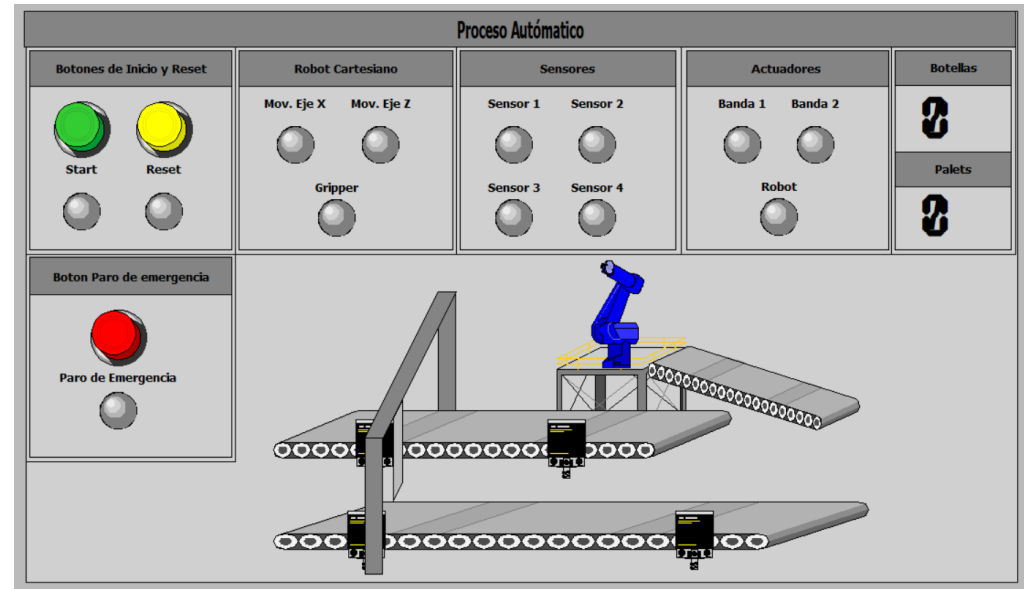 Proceso Autómatico
Botones de Inicio y Reset
Robot Cartesiano
Sensores
Actuadores
Botellas
Mov. Eje X
Mov. Eje Z
Sensor 1
Sensor 2
Banda 1
Banda 2
Start
Reset
Palets
Gripper
Sensor 3
Sensor 4
Robot
Boton Paro de emergencia
Paro de Emergencia